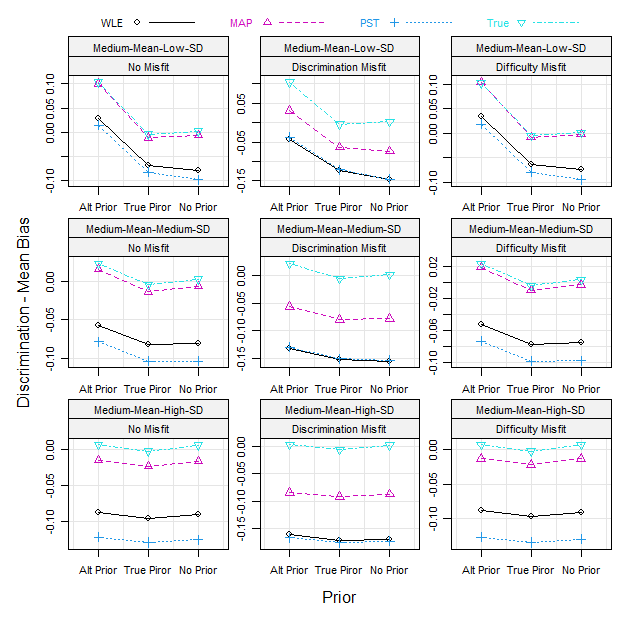 WLE MAP PST True
Medium-Mean-Low-SD Medium-Mean-Low-SD Medium-Mean-Low-SD
No Misfit Discrimination Misfit Difficulty Misfit
0.10 0.05 0.00 -0.10
0.05 -0.05 -0.15
0.10 0.05 0.00 -0.10
Alt Prior True Piror No Prior Alt Prior True Piror No Prior Alt Prior True Piror No Prior
Medium-Mean-Medium-SD Medium-Mean-Medium-SD Medium-Mean-Medium-SD
No Misfit Discrimination Misfit Difficulty Misfit
0.00 -0.05 -0.10
0.00 -0.05 -0.10 -0.15
0.02 -0.02 -0.06 -0.10
Alt Prior True Piror No Prior Alt Prior True Piror No Prior Alt Prior True Piror No Prior
Medium-Mean-High-SD Medium-Mean-High-SD Medium-Mean-High-SD
No Misfit Discrimination Misfit Difficulty Misfit
0.00 -0.05 -0.10
0.00 -0.05 -0.10 -0.15
0.00 -0.05 -0.10
Alt Prior True Piror No Prior Alt Prior True Piror No Prior Alt Prior True Piror No Prior
Discrimination - Mean Bias
Prior